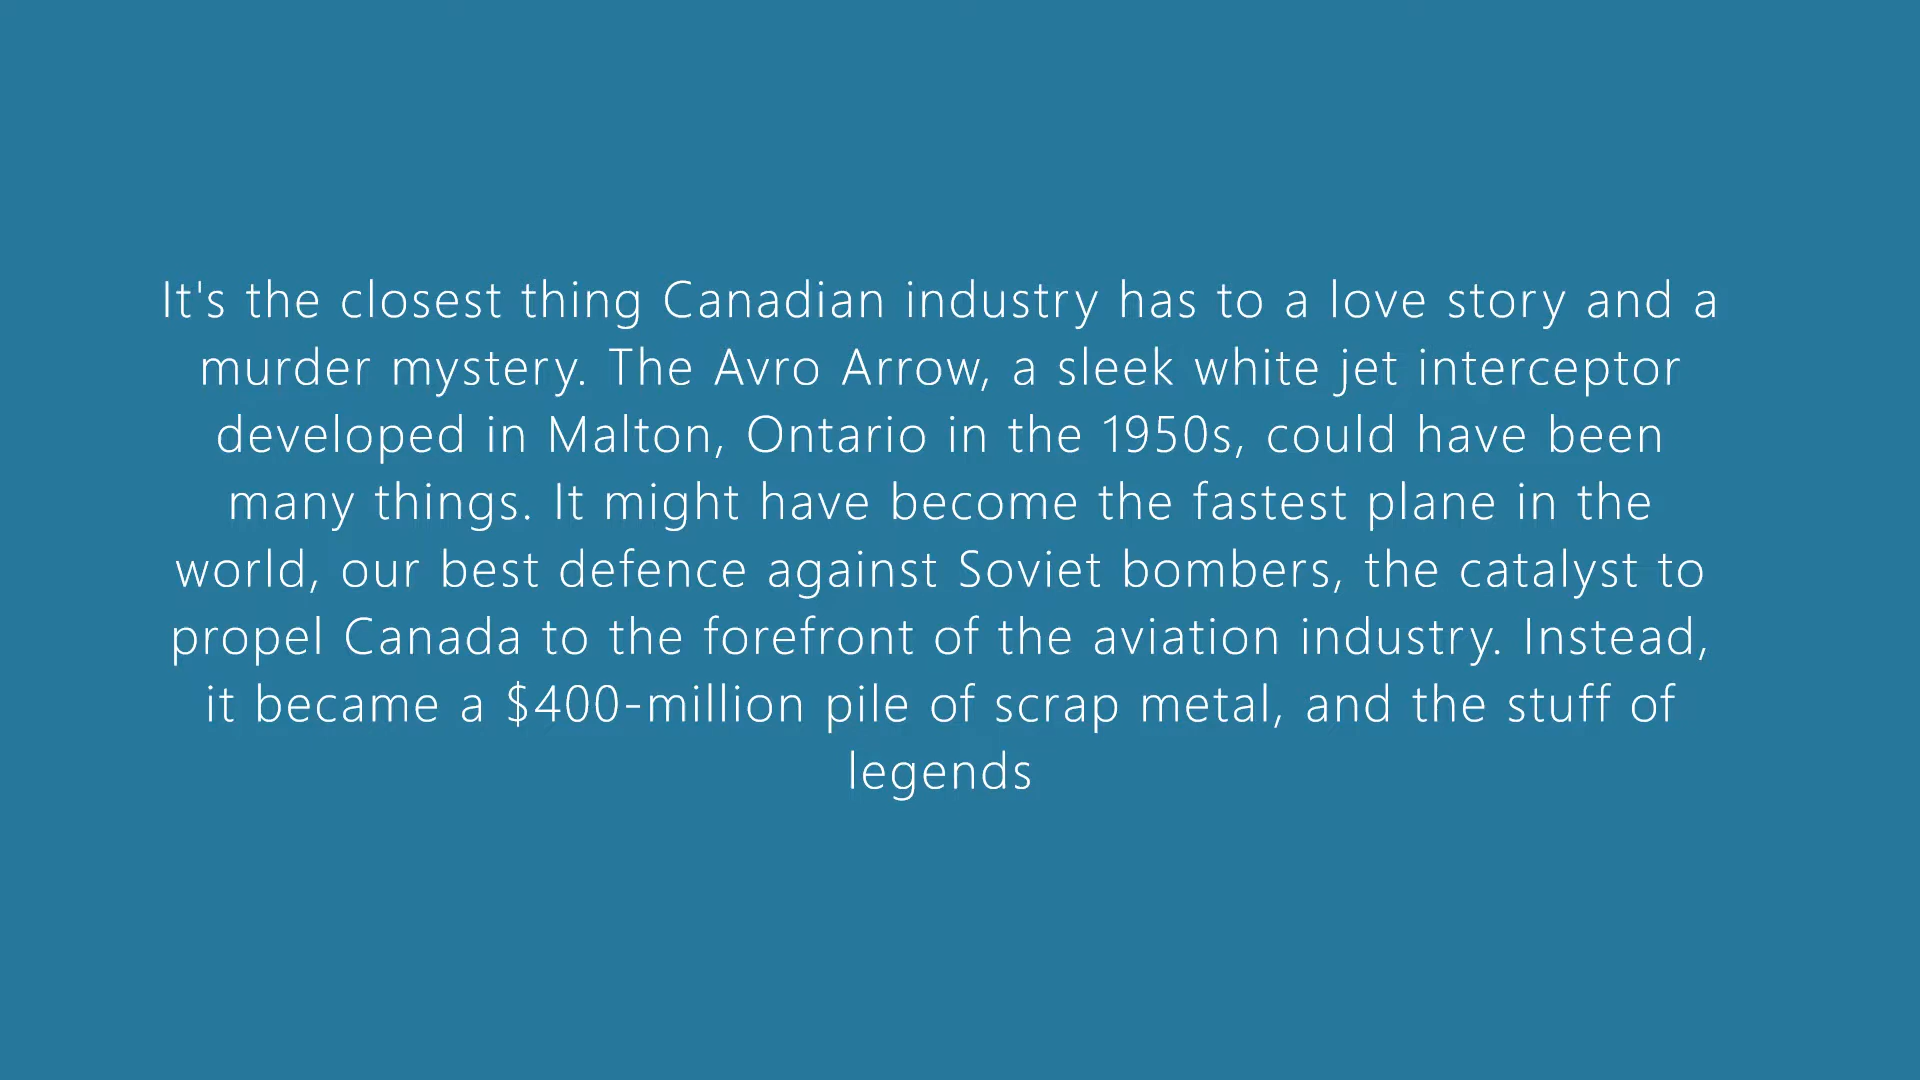 It's the closest thing Canadian industry has to a love story and a
murder mystery. The Avro Arrow, a sleek white jet interceptor
developed in Malton, Ontario in the 1950s, could have been
many things. It might have become the fastest plane in the
world, our best defence against Soviet bombers, the catalyst to
propel Canada to the forefront of the aviation industry. Instead,
it became a $400-million pile of scrap metal, and the stuff of
legends